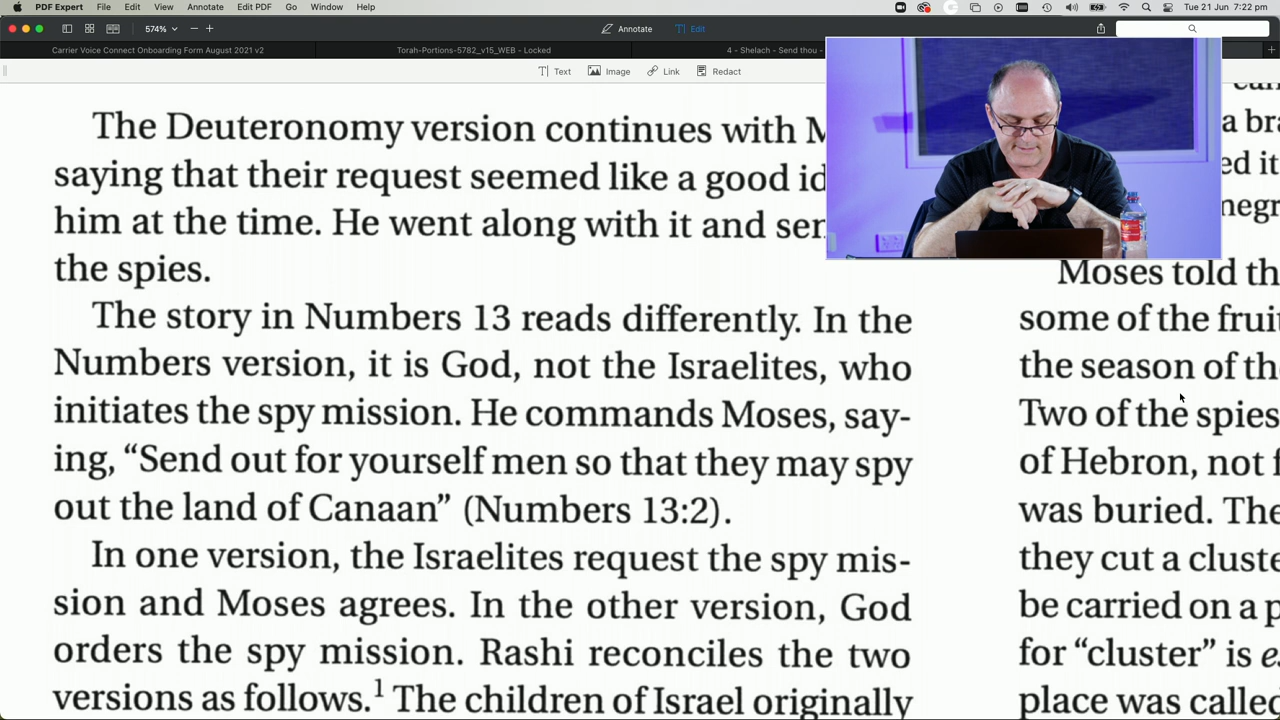 PDF Expert File Edit View Annotate Edit PDF Go Window Help Tue 21 Jun 7:22 pm
574% Annotate Edit
Carrier Voice Connect Onboarding Form August 2021 v2 Torah-Portions-5782_v15_WEB - Locked 4 - Shelach - Send thou -
Text Image Link Redact
The Deuteronomy version continues with
saying that their request seemed like a good
him at the time. He went along with it and
the spies.
The story in Numbers 13 reads differently. In the
Numbers version, it is God, not the Israelites, who
initiates the spy mission. He commands Moses, say-
ing, “Send out for yourself men so that they may spy
out the land of Canaan” (Numbers 13:2).
In one version, the Israelites request the spy mis-
sion and Moses agrees. In the other version, God
orders the spy mission. Rashi reconciles the two
versions as follows.1 The children of Israel originally
a
Moses told
some of the
the season of
Two of the spies
of Hebron, not
was buried.
they cut a
be carried on a
for “cluster” is
place was called